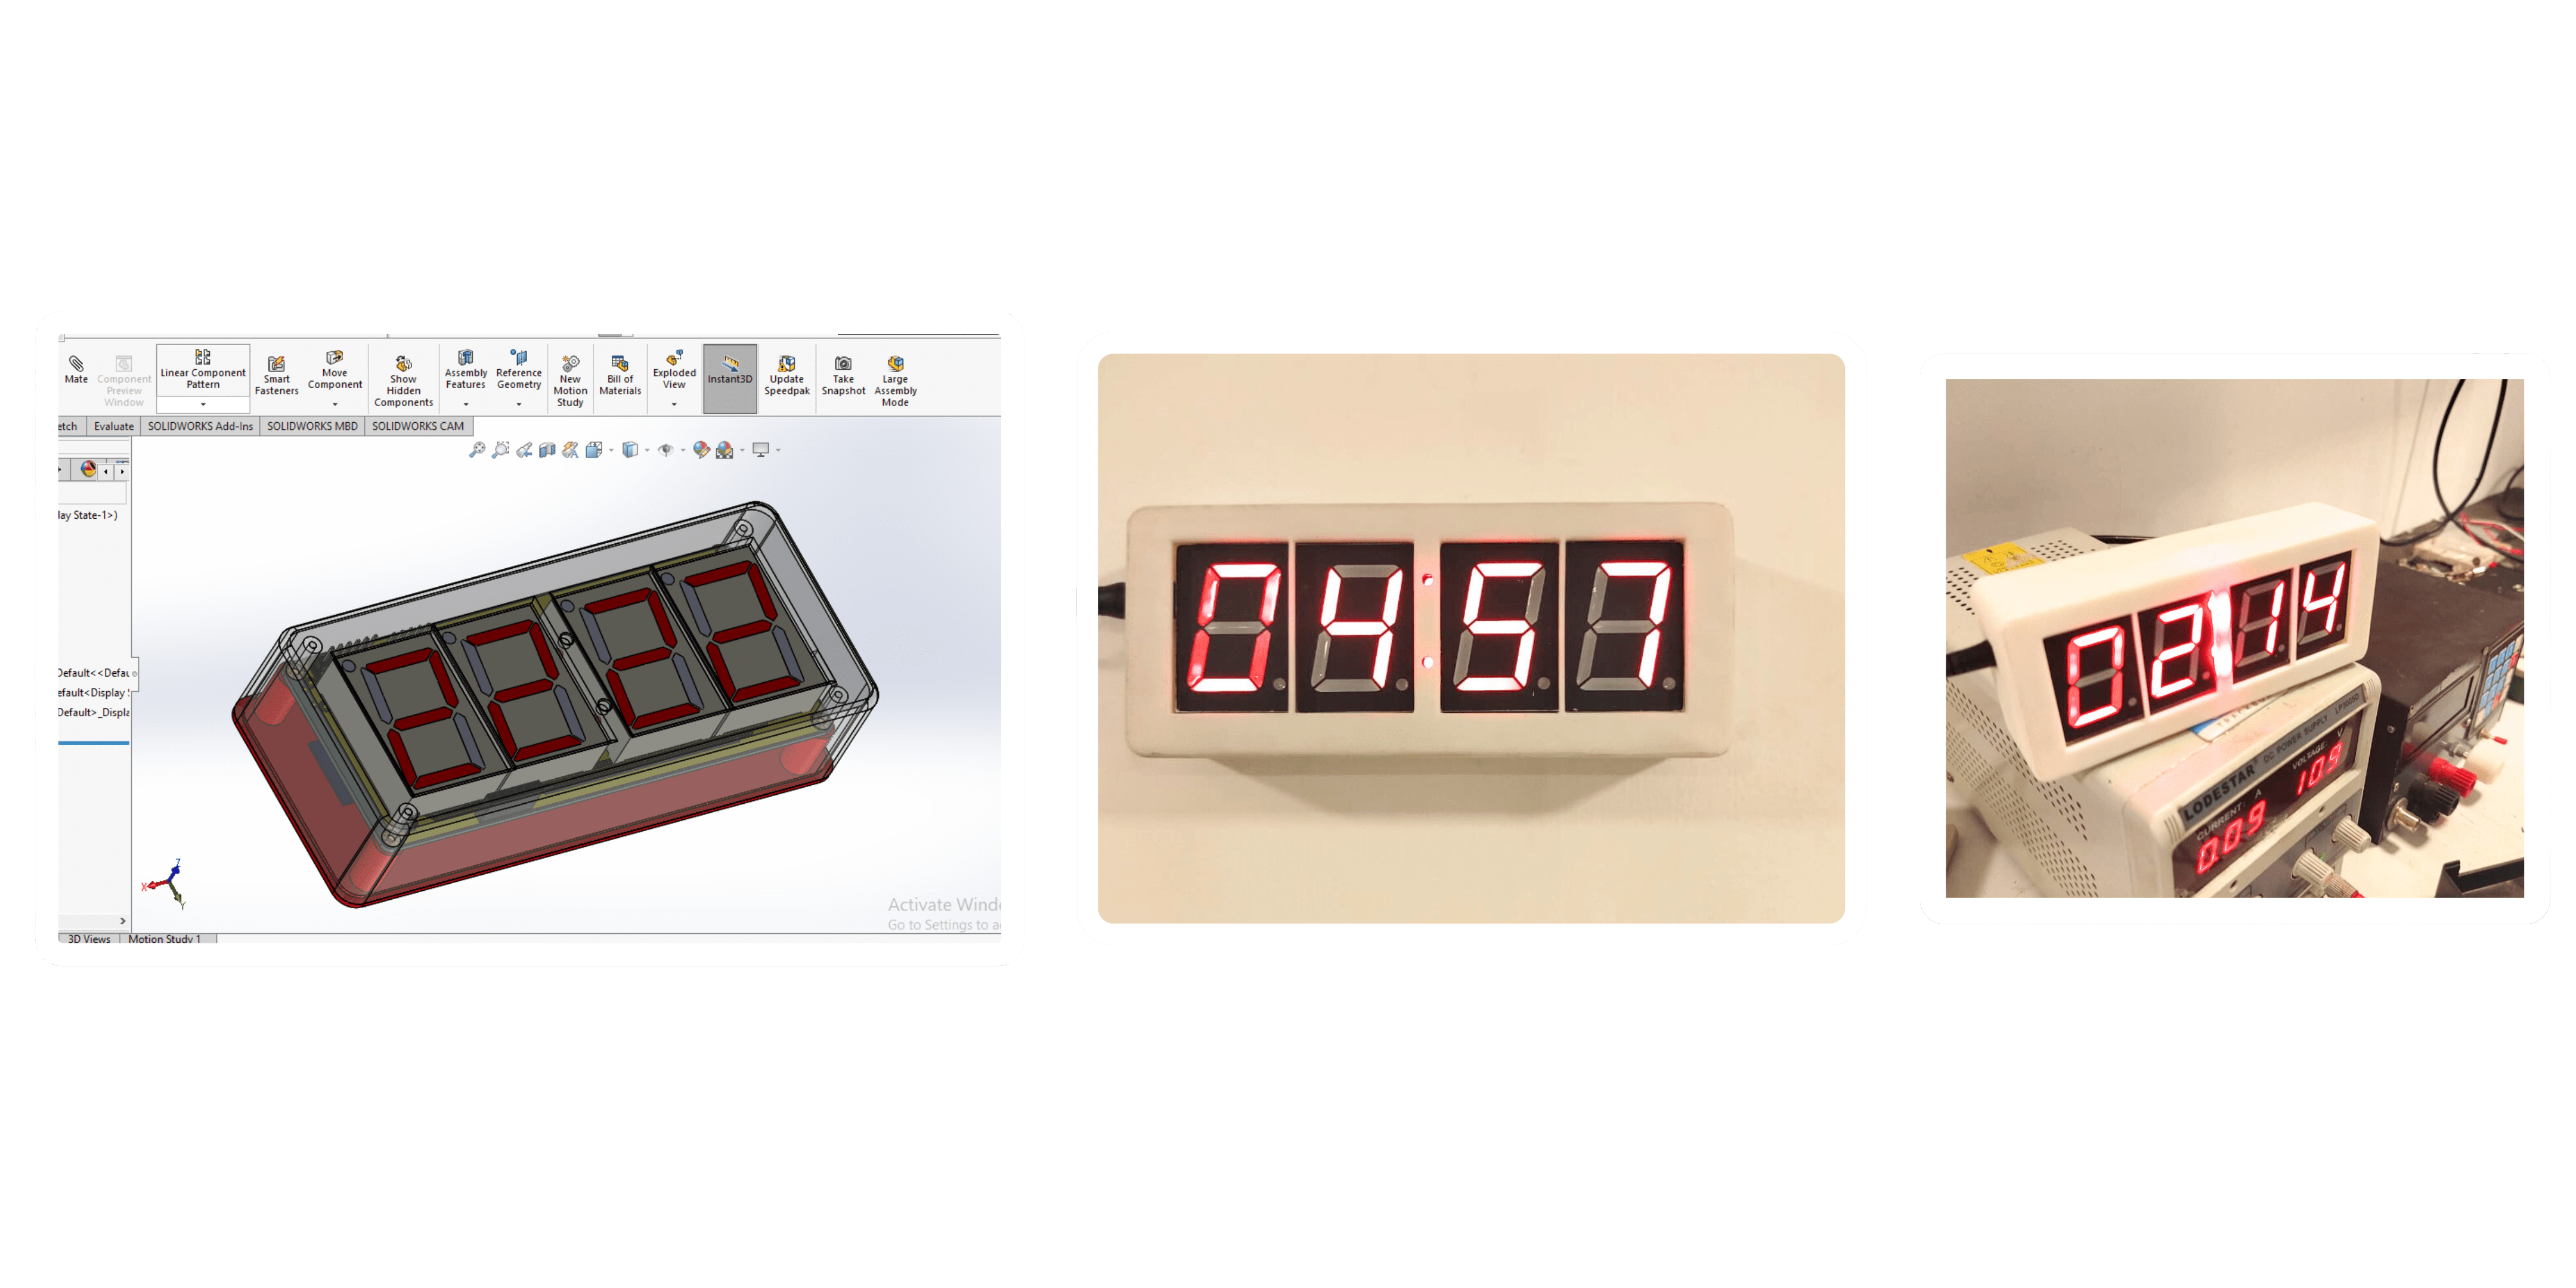 Mate
Component Preview Window
Linear Component Pattern
Smart Fasteners
Move Component
Show Hidden Components
Assembly Features
Reference Geometry
New Motion Study
Bill of Materials
Exploded View
Instant3D
Update Speedpak
Take Snapshot
Large Assembly Mode
etch Evaluate SOLIDWORKS Add-Ins SOLIDWORKS MBD SOLIDWORKS CAM
lay State-1>)
Default<<Defau
efault<Display
Default>_Displa
Z
X
Y
Activate Windo
Go to Settings to a
3D Views Motion Study 1
04:57
02 14
LODESTAR DC POWER SUPPLY
CURRENT: A VOLTAGE: V
0.09 10.9